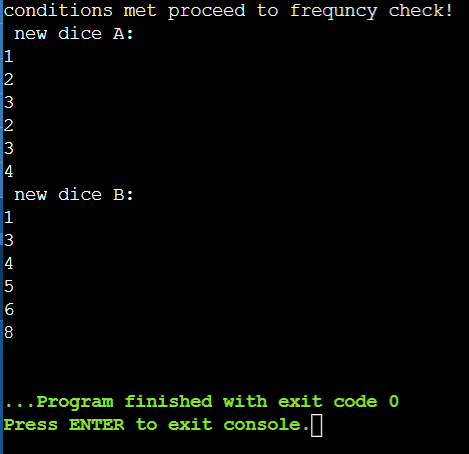 conditions met proceed to frequncy check!
new dice A:
1
2
3
2
3
4
new dice B:
1
3
4
5
6
8
...Program finished with exit code 0
Press ENTER to exit console.